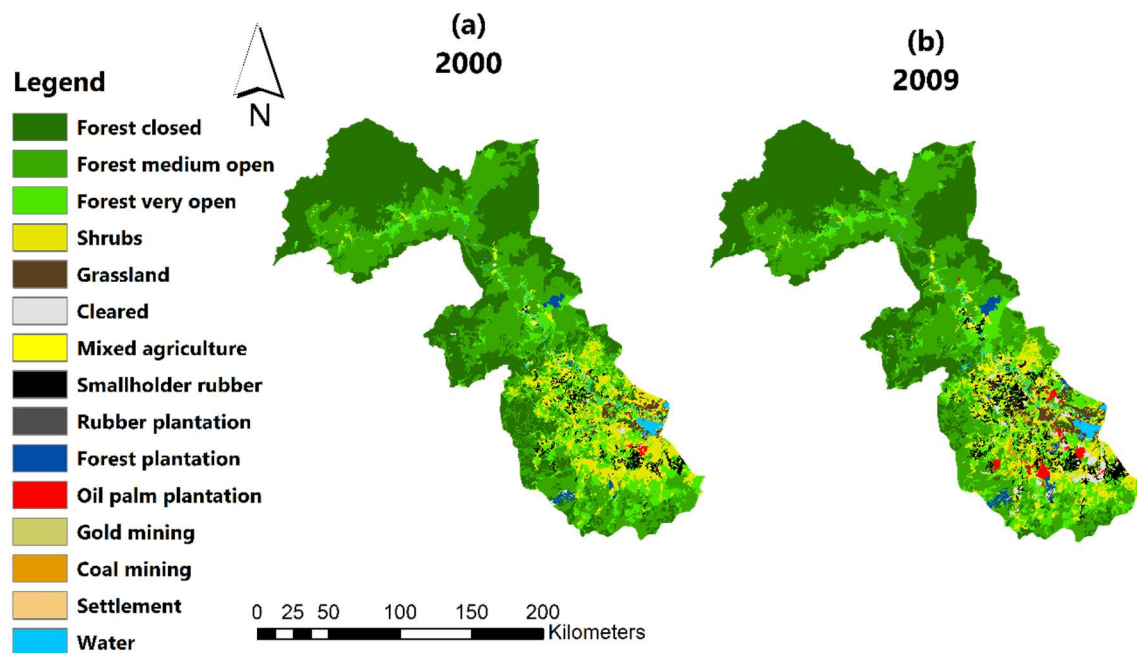 (a)
2000
(b)
2009
N
Legend
Forest closed
Forest medium open
Forest very open
Shrubs
Grassland
Cleared
Mixed agriculture
Smallholder rubber
Rubber plantation
Forest plantation
Oil palm plantation
Gold mining
Coal mining
Settlement
Water
0 25 50 100 150 200
Kilometers